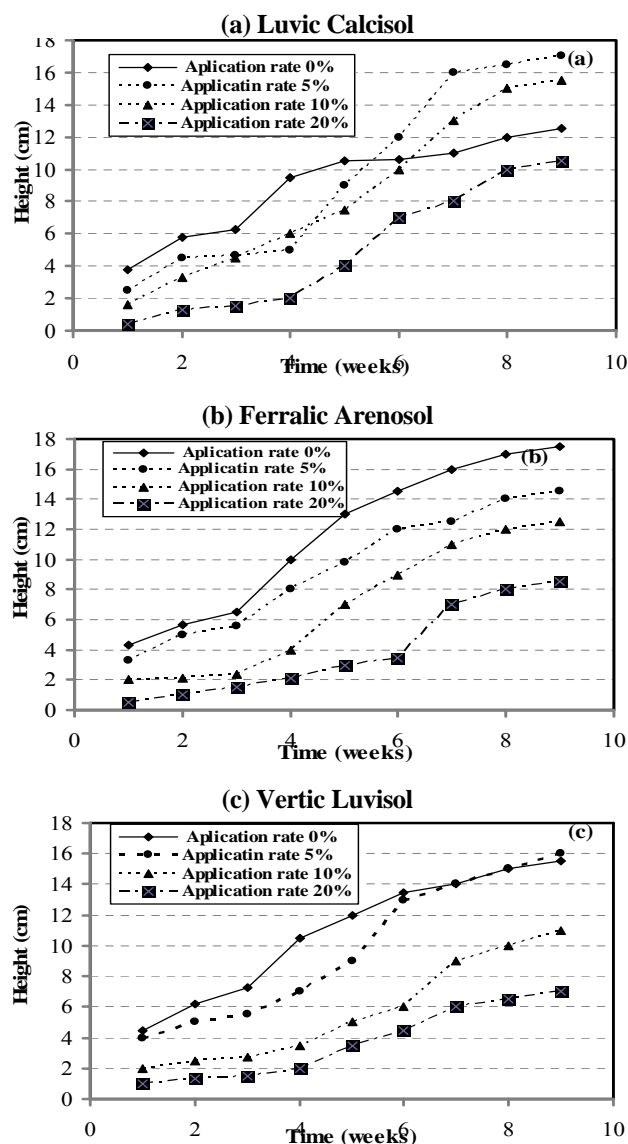 (a) Luvic Calcisol
(a)
Aplication rate 0%
Applicatin rate 5%
Application rate 10%
Application rate 20%
Height (cm)
18
16
14
12
10
8
6
4
2
0
0 2 4 6 8 10
Time (weeks)
(b) Ferralic Arenosol
(b)
Aplication rate 0%
Applicatin rate 5%
Application rate 10%
Application rate 20%
Height (cm)
18
16
14
12
10
8
6
4
2
0
0 2 4 6 8 10
Time (weeks)
(c) Vertic Luvisol
(c)
Aplication rate 0%
Applicatin rate 5%
Application rate 10%
Application rate 20%
Height (cm)
18
16
14
12
10
8
6
4
2
0
0 2 4 6 8 10
Time (weeks)